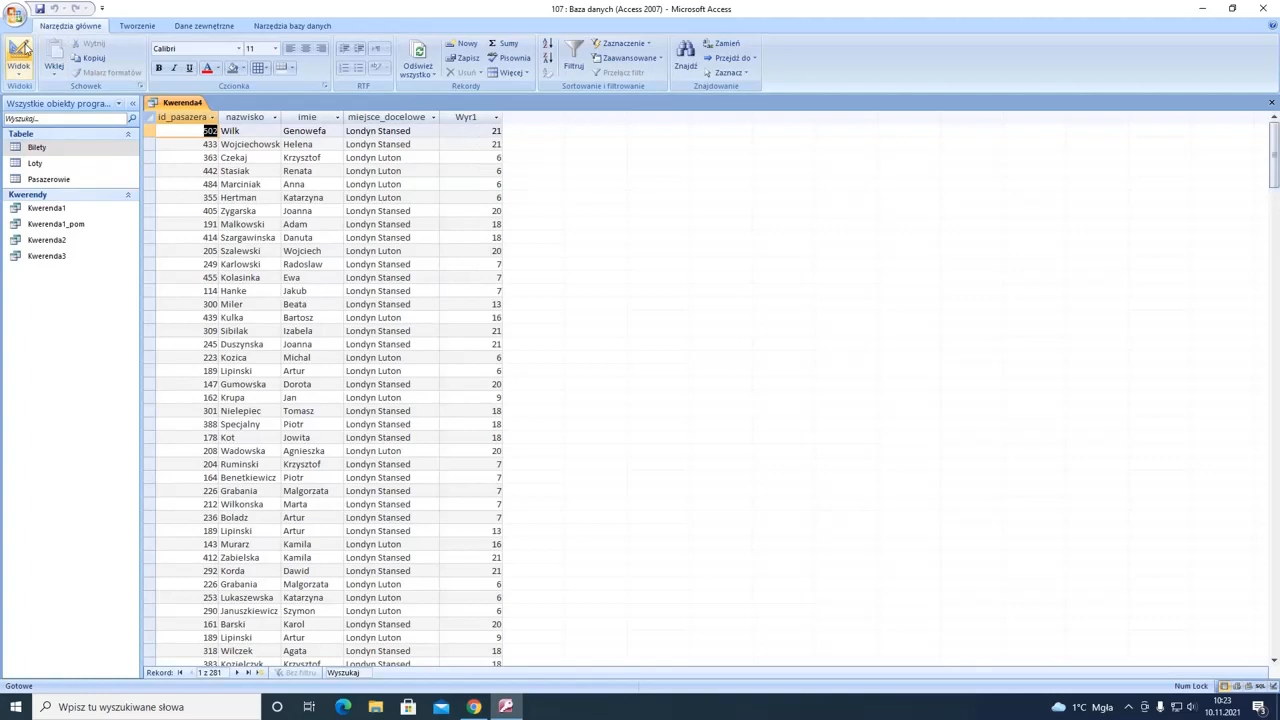 107 : Baza danych (Access 2007) - Microsoft Access
Narzędzia główne Tworzenie Dane zewnętrzne Narzędzia bazy danych
Widok Wklej Wytnij Kopiuj Malarz formatów
Calibri 11
B I U A
Odśwież wszystko Nowy Zapisz Usuń Σ Sumy Pisownia Więcej
Filtruj Zaznaczenie Zaawansowane Przełącz filtr
Znajdź Zamień Przejdź do Zaznacz
Widoki Schowek Czcionka RTF Rekordy Sortowanie i filtrowanie Znajdowanie
Wszystkie obiekty progra...
Wyszukaj...
Tabele
Bilety
Loty
Pasazerowie
Kwerendy
Kwerenda1
Kwerenda1_pom
Kwerenda2
Kwerenda3
Kwerenda4
id_pasazera nazwisko imie miejsce_docelowe Wyr1
502 Wilk Genowefa Londyn Stansed 21
433 Wojciechowsk Helena Londyn Stansed 21
363 Czekaj Krzysztof Londyn Luton 6
442 Stasiak Renata Londyn Luton 6
484 Marciniak Anna Londyn Luton 6
355 Hertman Katarzyna Londyn Luton 6
405 Zygarska Joanna Londyn Stansed 20
191 Malkowski Adam Londyn Stansed 18
414 Szargawinska Danuta Londyn Stansed 18
205 Szalewski Wojciech Londyn Luton 20
249 Karlowski Radoslaw Londyn Stansed 7
455 Kolasinka Ewa Londyn Stansed 7
114 Hanke Jakub Londyn Stansed 7
300 Miler Beata Londyn Stansed 13
439 Kulka Bartosz Londyn Luton 16
309 Sibilak Izabela Londyn Stansed 21
245 Duszynska Joanna Londyn Stansed 21
223 Kozica Michal Londyn Luton 6
189 Lipinski Artur Londyn Luton 6
147 Gumowska Dorota Londyn Stansed 20
162 Krupa Jan Londyn Luton 9
301 Nielepiec Tomasz Londyn Stansed 18
388 Specjalny Piotr Londyn Stansed 18
178 Kot Jowita Londyn Stansed 18
208 Wadowska Agnieszka Londyn Luton 20
204 Ruminski Krzysztof Londyn Stansed 7
164 Benetkiewicz Piotr Londyn Stansed 7
226 Grabania Malgorzata Londyn Stansed 7
212 Wilkonska Marta Londyn Stansed 7
236 Boladz Artur Londyn Stansed 7
189 Lipinski Artur Londyn Stansed 13
143 Murarz Kamila Londyn Luton 16
412 Zabielska Kamila Londyn Stansed 21
292 Korda Dawid Londyn Stansed 21
226 Grabania Malgorzata Londyn Luton 6
253 Lukaszewska Katarzyna Londyn Luton 6
290 Januszkiewicz Szymon Londyn Luton 6
161 Barski Karol Londyn Stansed 20
189 Lipinski Artur Londyn Luton 9
318 Wilczek Agata Londyn Stansed 18
383 Kozielczyk Krzysztof Londyn Stansed 18
Rekord: 1 z 281 Bez filtru Wyszukaj
Gotowe Num Lock SQL
Wpisz tu wyszukiwane słowa
1°C Mgła
10:23
10.11.2021